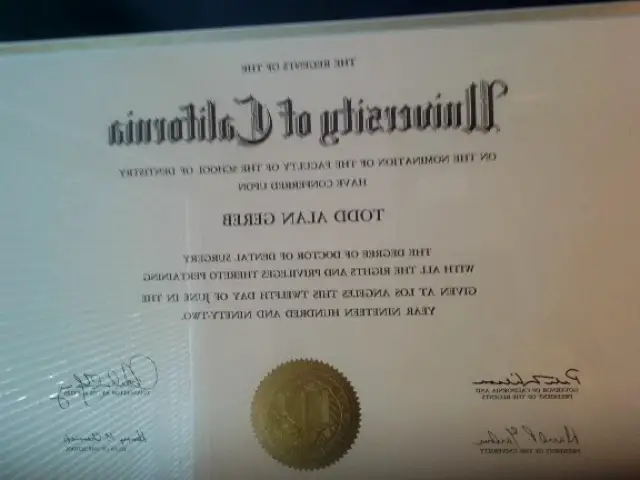 THE REGENTS OF THE
University of California
ON THE NOMINATION OF THE FACULTY OF THE SCHOOL OF DENTISTRY
HAVE CONFERRED UPON
TODD ALAN GEREB
THE DEGREE OF DOCTOR OF DENTAL SURGERY
WITH ALL THE RIGHTS AND PRIVILEGES THERETO PERTAINING
GIVEN AT LOS ANGELES THIS TWELFTH DAY OF JUNE IN THE
YEAR NINETEEN HUNDRED AND NINETY-TWO.
GOVERNOR OF CALIFORNIA AND
PRESIDENT OF THE REGENTS
PRESIDENT OF THE UNIVERSITY